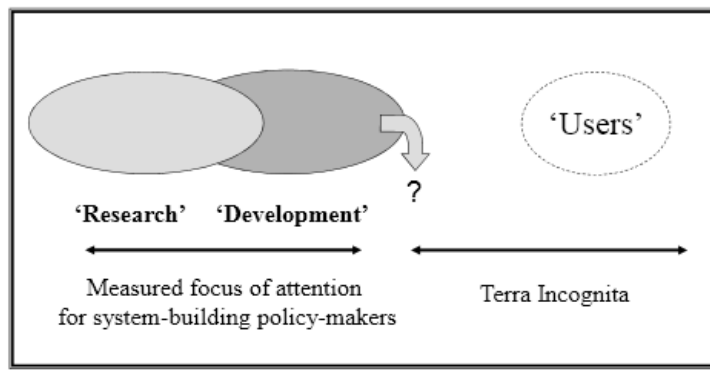 ‘Users’
?
‘Research’ ‘Development’
Measured focus of attention
for system-building policy-makers
Terra Incognita